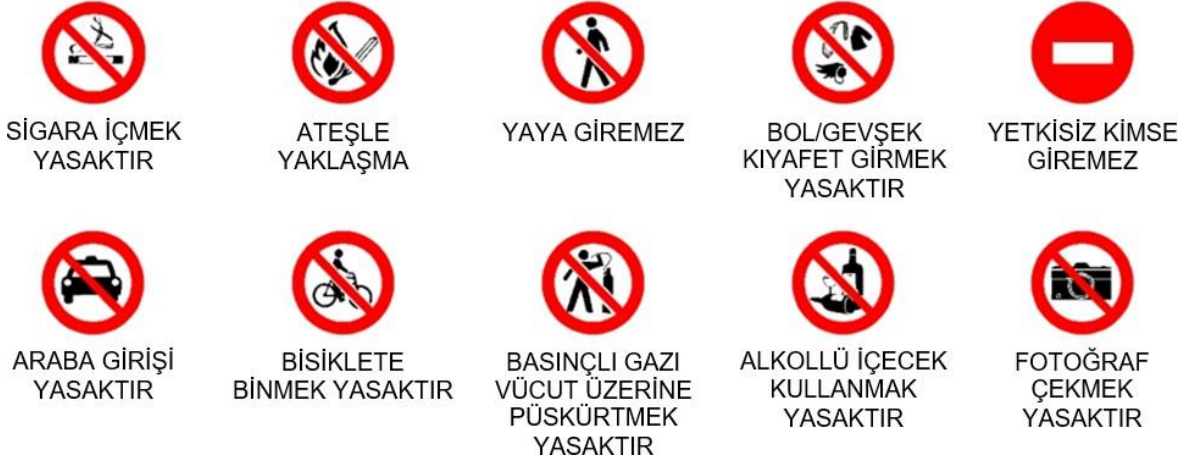 SİGARA İÇMEK
YASAKTIR
ATEŞLE
YAKLAŞMA
YAYA GİREMEZ
BOL/GEVŞEK
KIYAFET GİRMEK
YASAKTIR
YETKİSİZ KİMSE
GİREMEZ
ARABA GİRİŞİ
YASAKTIR
BİSİKLETE
BİNMEK YASAKTIR
BASINÇLI GAZI
VÜCUT ÜZERİNE
PÜSKÜRTMEK
YASAKTIR
ALKOLLÜ İÇECEK
KULLANMAK
YASAKTIR
FOTOĞRAF
ÇEKMEK
YASAKTIR